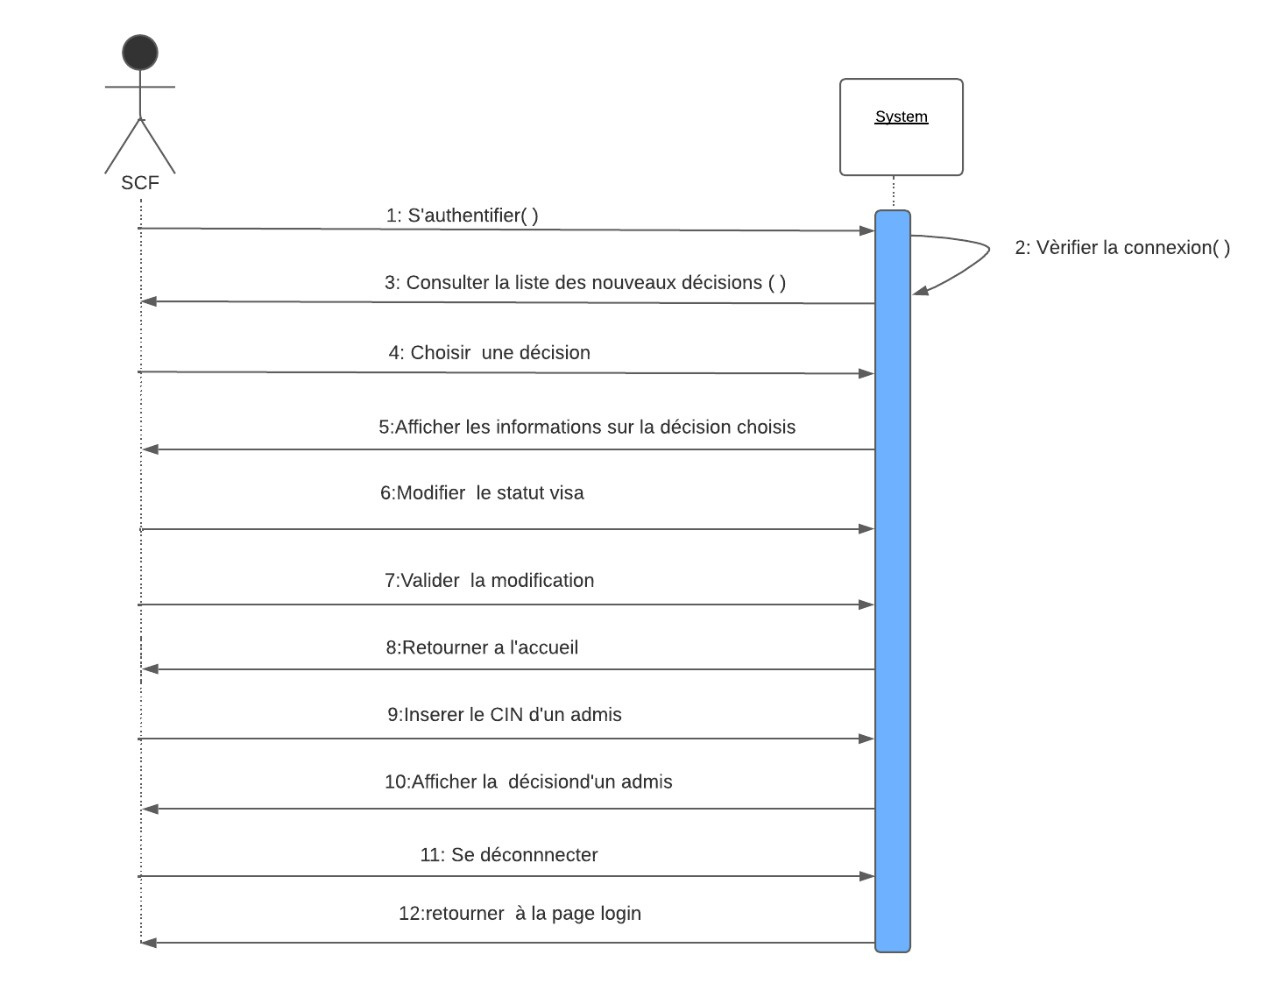 System
SCF
1: S'authentifier( )
2: Vèrifier la connexion( )
3: Consulter la liste des nouveaux décisions ( )
4: Choisir  une décision
5:Afficher les informations sur la décision choisis
6:Modifier  le statut visa
7:Valider  la modification
8:Retourner a l'accueil
9:Inserer le CIN d'un admis
10:Afficher la  décisiond'un admis
11: Se déconnnecter
12:retourner  à la page login